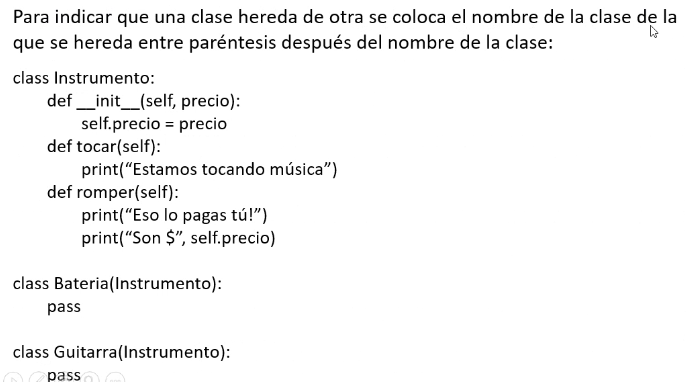 Para indicar que una clase hereda de otra se coloca el nombre de la clase de la
que se hereda entre paréntesis después del nombre de la clase:
class Instrumento:
def __init__(self, precio):
self.precio = precio
def tocar(self):
print(“Estamos tocando música”)
def romper(self):
print(“Eso lo pagas tú!”)
print(“Son $”, self.precio)
class Bateria(Instrumento):
pass
class Guitarra(Instrumento):
pass